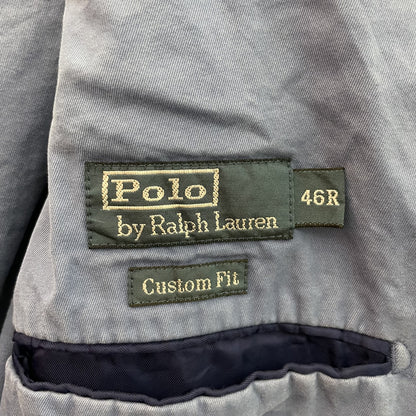 Polo
by Ralph Lauren
46R
Custom Fit